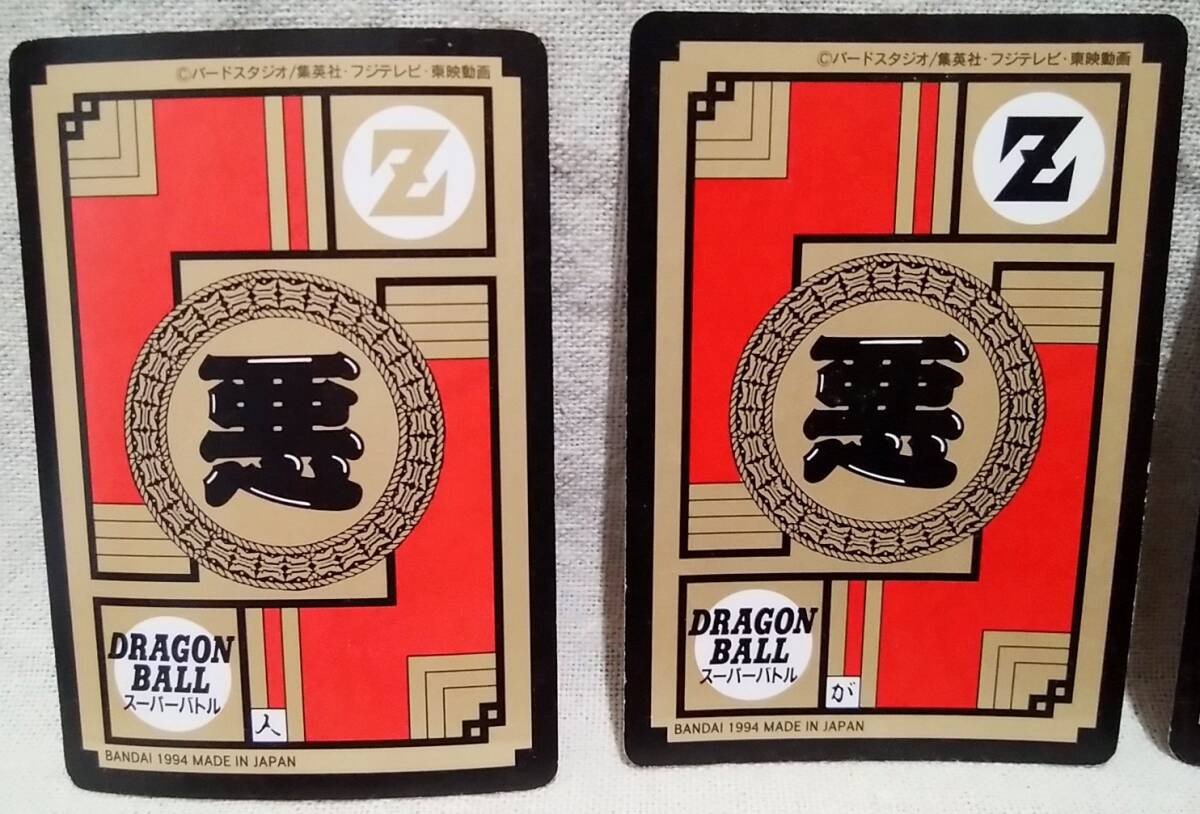 ©バードスタジオ/集英社・フジテレビ・東映動画
Z
悪
DRAGON
BALL
スーパーバトル
人
BANDAI 1994 MADE IN JAPAN
©バードスタジオ/集英社・フジテレビ・東映動画
Z
悪
DRAGON
BALL
スーパーバトル
が
BANDAI 1994 MADE IN JAPAN